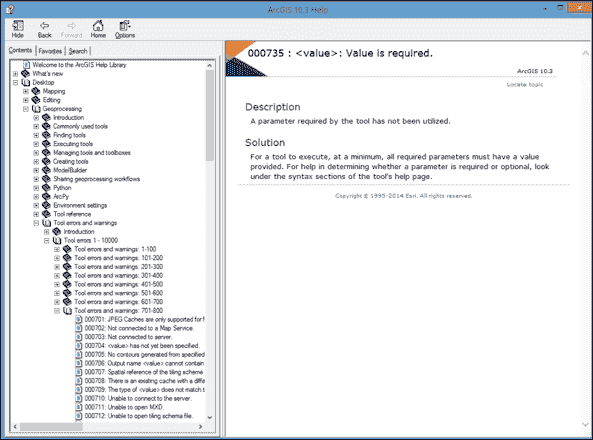 ArcGIS 10.3 Help
Hide
Back
Forward
Home
Options
Contents
Favorites
Search
Welcome to the ArcGIS Help Library
What's new
Desktop
Mapping
Editing
Geoprocessing
Introduction
Commonly used tools
Finding tools
Executing tools
Managing tools and toolboxes
Creating tools
ModelBuilder
Sharing geoprocessing workflows
Python
ArcPy
Environment settings
Tool reference
Tool errors and warnings
Introduction
Tool errors 1 - 10000
Tool errors and warnings: 1-100
Tool errors and warnings: 101-200
Tool errors and warnings: 201-300
Tool errors and warnings: 301-400
Tool errors and warnings: 401-500
Tool errors and warnings: 501-600
Tool errors and warnings: 601-700
Tool errors and warnings: 701-800
000701: JPEG Caches are only supported for f
000702: Not connected to a Map Service.
000703: Not connected to server.
000704: <value> has not yet been specified.
000705: No contours generated from specified
000706: Output name <value> cannot contain
000707: Spatial reference of the tiling scheme
000708: There is an existing cache with a diffe
000709: The type of <value> does not match t
000710: Unable to connect to the server.
000711: Unable to open MXD.
000712: Unable to open tiling schema file.
000735 : <value>: Value is required.
ArcGIS 10.3
Locate topic
Description
A parameter required by the tool has not been utilized.
Solution
For a tool to execute, at a minimum, all required parameters must have a value
provided. For help in determining whether a parameter is required or optional, look
under the syntax sections of the tool's help page.
Copyright © 1995-2014 Esri. All rights reserved.